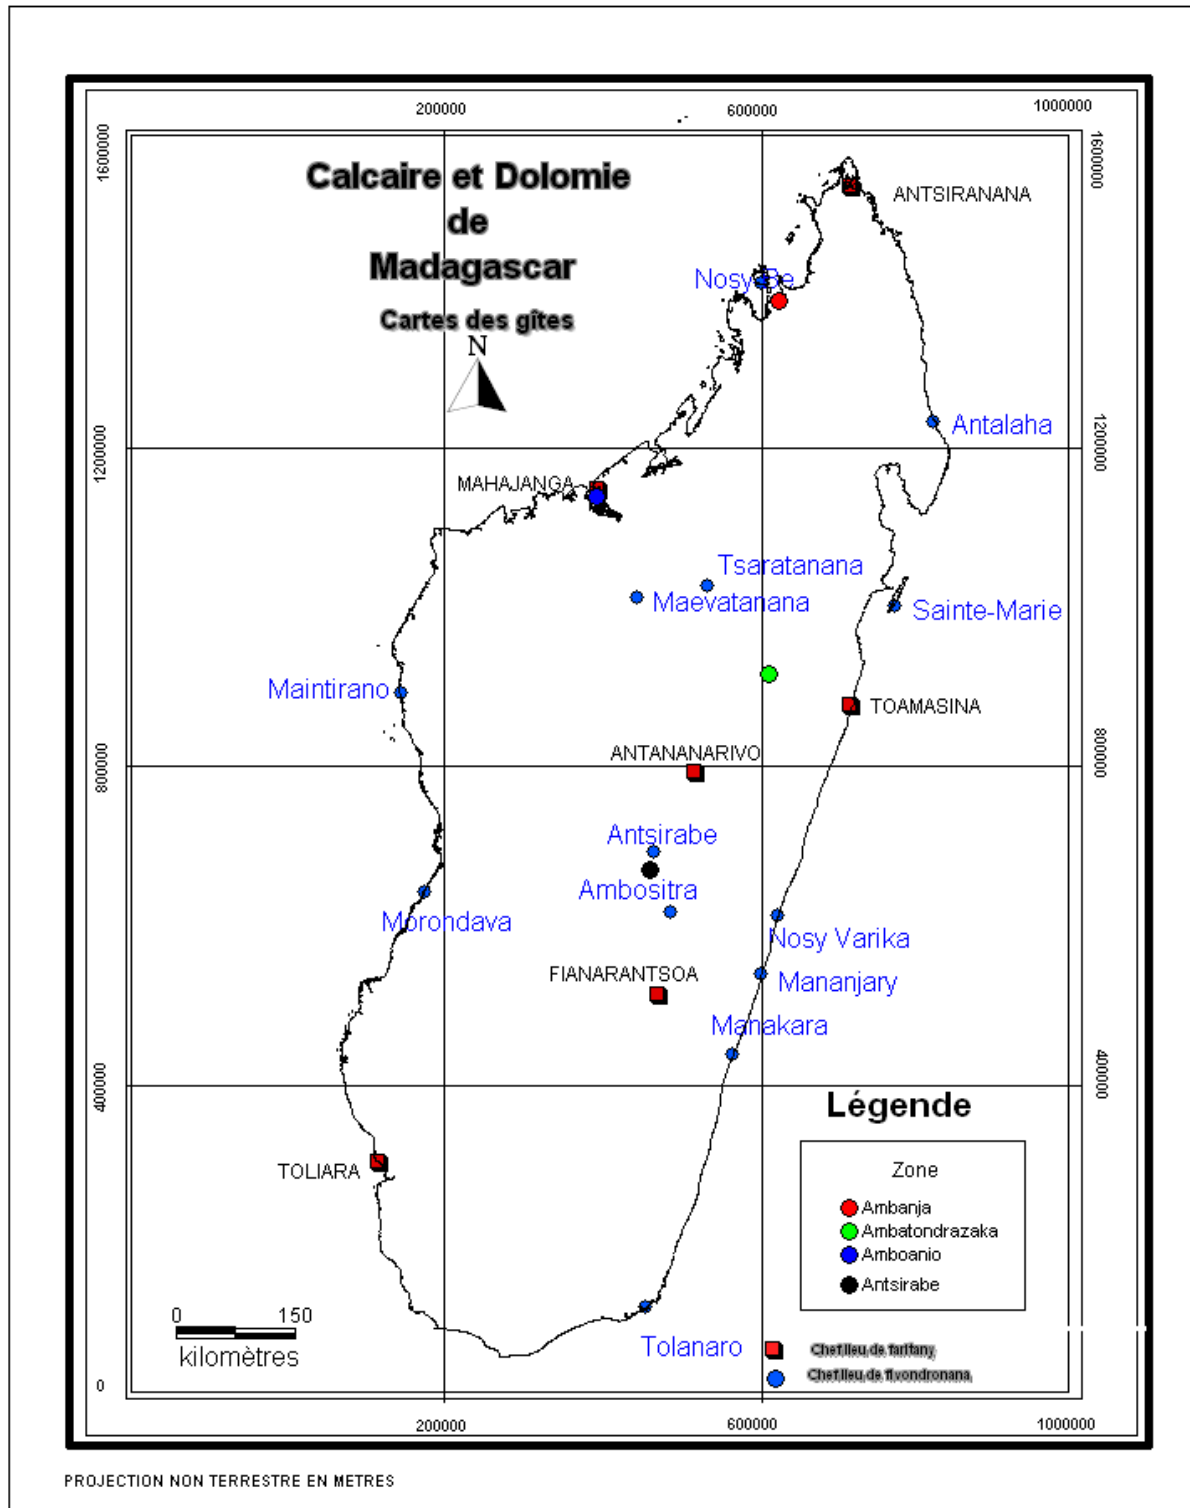 200000
600000
1000000
1600000
1600000
Calcaire et Dolomie
de
Madagascar
Cartes des gîtes
N
ANTSIRANANA
Nosy-Be
Antalaha
1200000
1200000
MAHAJANGA
Tsaratanana
Maevatanana
Sainte-Marie
Maintirano
TOAMASINA
ANTANANARIVO
800000
800000
Antsirabe
Ambositra
Morondava
Nosy Varika
FIANARANTSOA
Mananjary
Manakara
400000
400000
Légende
TOLIARA
Zone
Ambanja
Ambatondrazaka
Amboanio
Antsirabe
0 150
kilomètres
Tolanaro
Chef lieu de farifany
Chef lieu de fivondronana
0
200000
600000
1000000
PROJECTION NON TERRESTRE EN METRES